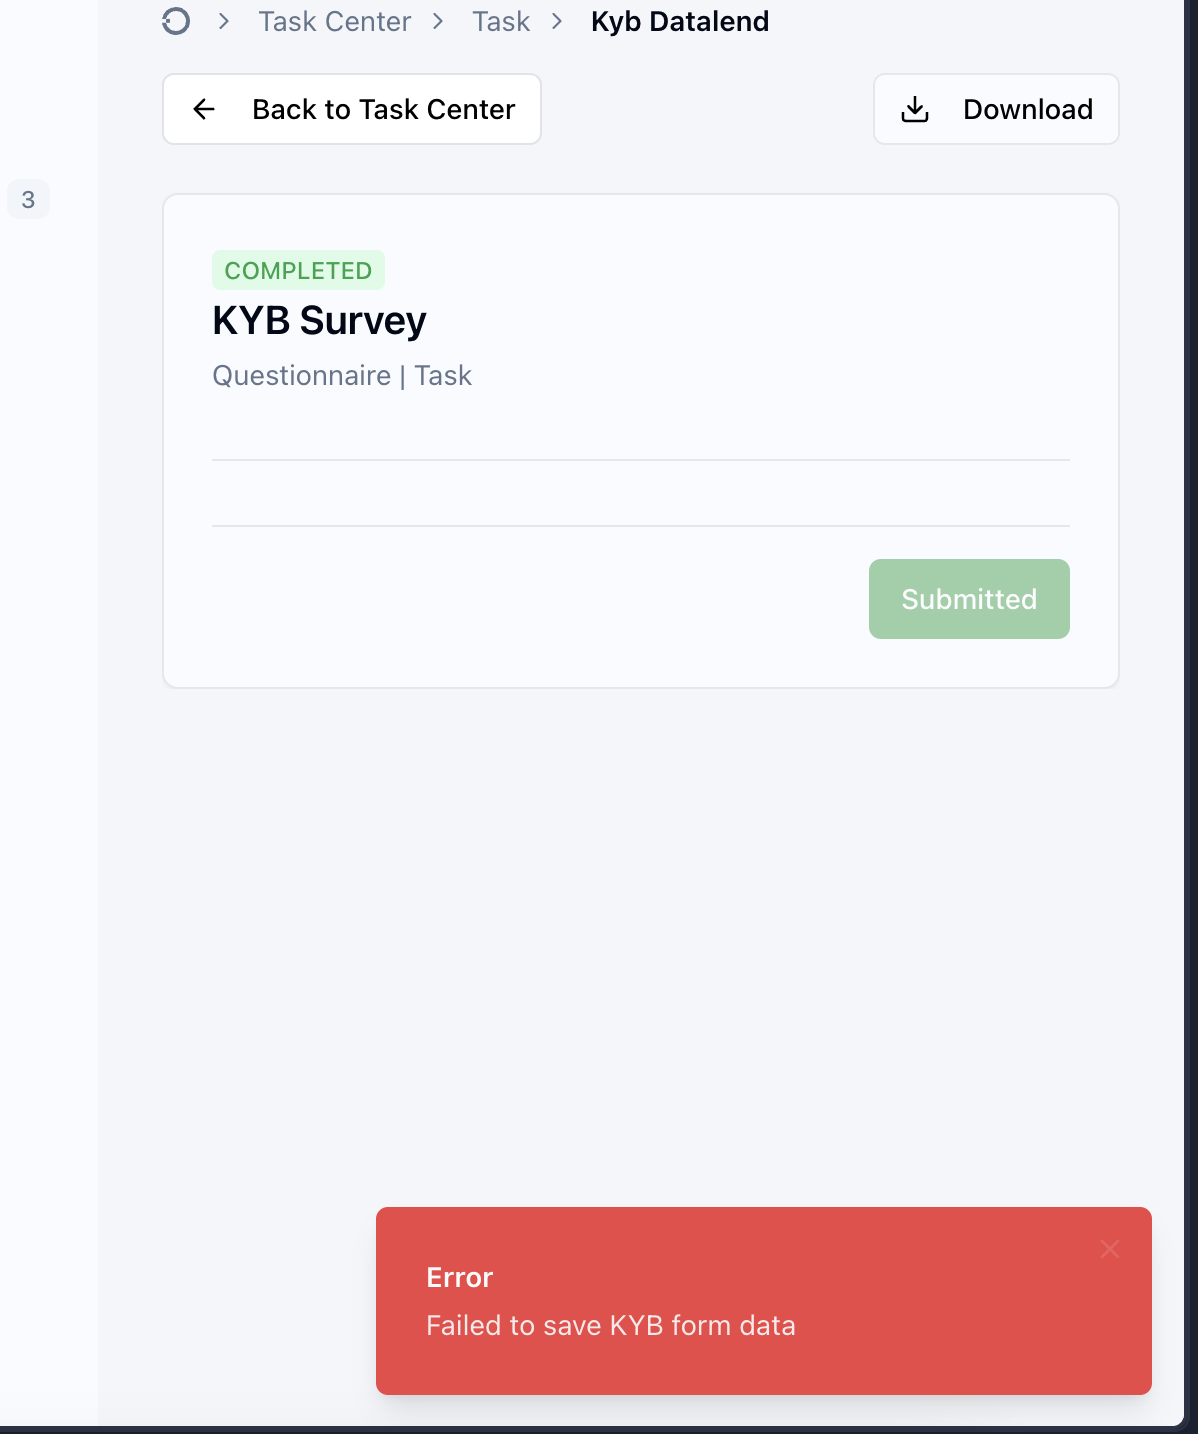 Task Center > Task > Kyb Datalend
Back to Task Center
Download
3
COMPLETED
KYB Survey
Questionnaire | Task
Submitted
Error
Failed to save KYB form data